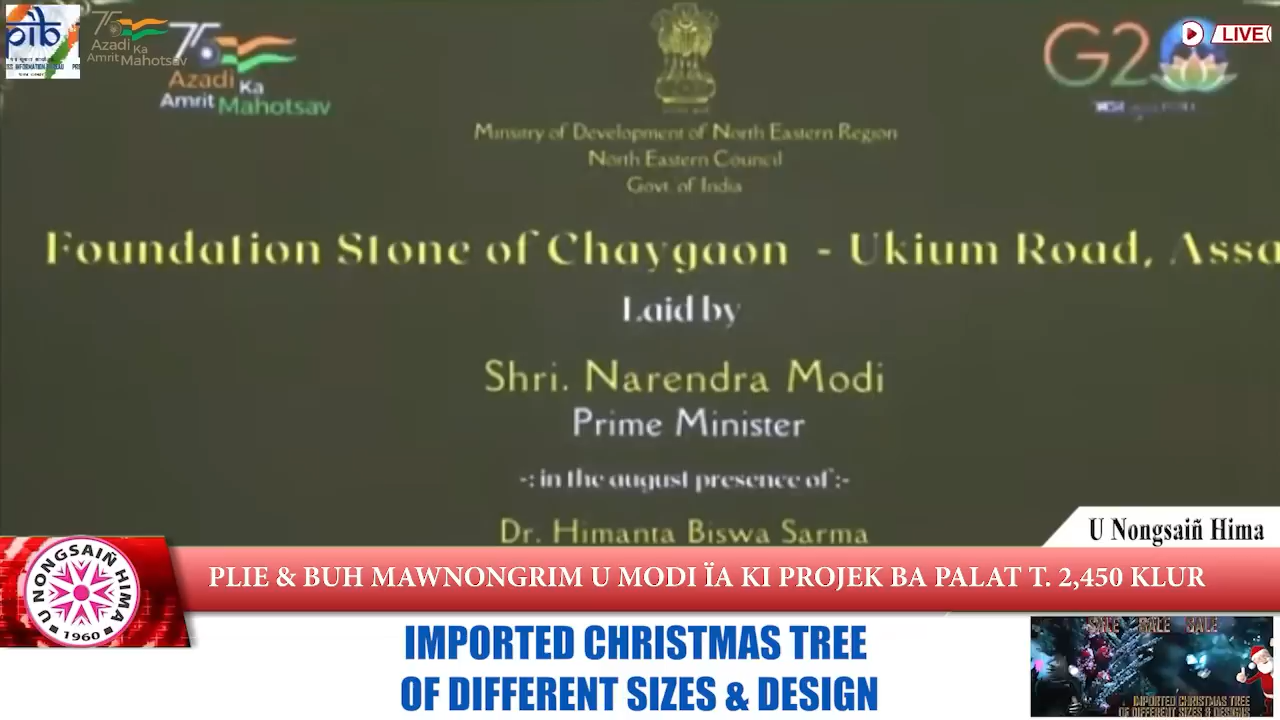 pib
75
Azadi Ka
Amrit Mahotsav
75
Azadi Ka
Amrit Mahotsav
G20
LIVE
Ministry of Development of North Eastern Region
North Eastern Council
Govt. of India
Foundation Stone of Chaygaon - Ukium Road, Assa
Laid by
Shri. Narendra Modi
Prime Minister
-: in the august presence of :-
Dr. Himanta Biswa Sarma
U Nongsaiñ Hima
U NONGSAIÑ HIMA
1960
PLIE & BUH MAWNONGRIM U MODI ÏA KI PROJEK BA PALAT T. 2,450 KLUR
IMPORTED CHRISTMAS TREE
OF DIFFERENT SIZES & DESIGN
SALE SALE SALE
IMPORTED CHRISTMAS TREE
OF DIFFERENT SIZES & DESIGNS